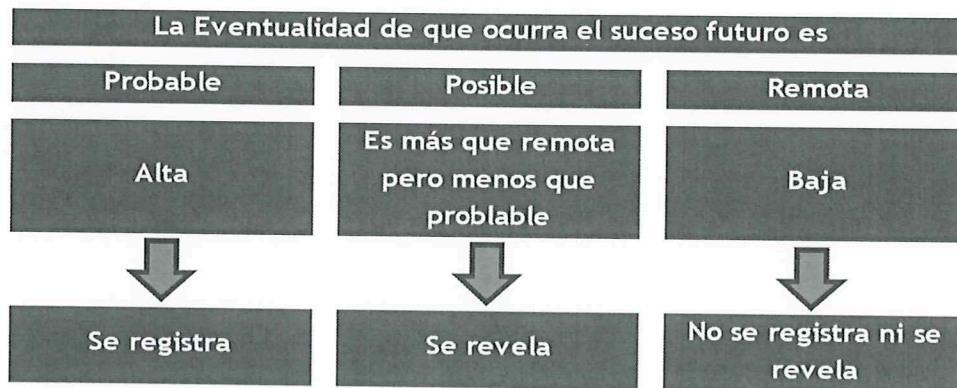 La Eventualidad de que ocurra el suceso futuro es
Probable
Posible
Remota
Alta
Es más que remota
pero menos que
problable
Baja
Se registra
Se revela
No se registra ni se
revela